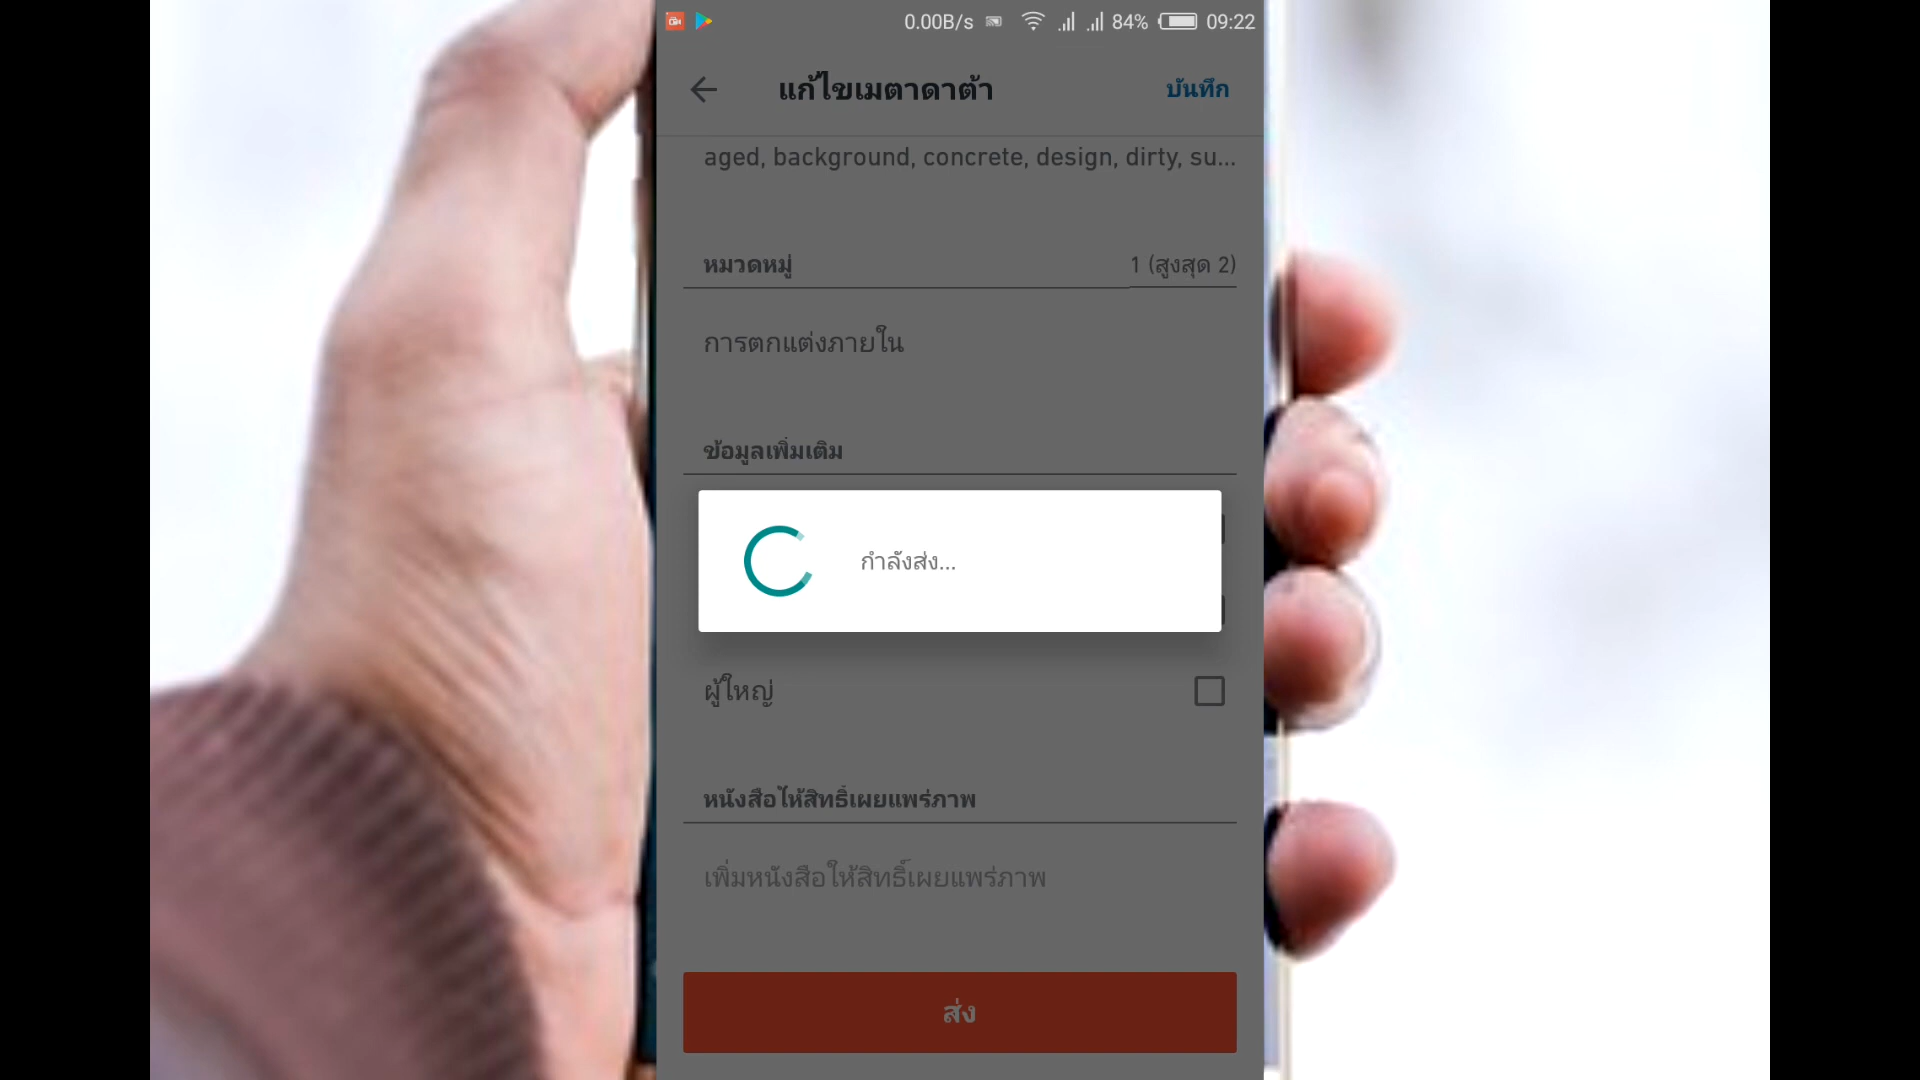 0.00B/s 84% 09:22
แก้ไขเมตาดาต้า บันทึก
aged, background, concrete, design, dirty, su...
หมวดหมู่ 1 (สูงสุด 2)
การตกแต่งภายใน
ข้อมูลเพิ่มเติม
กำลังส่ง...
ผู้ใหญ่
หนังสือให้สิทธิ์เผยแพร่ภาพ
เพิ่มหนังสือให้สิทธิ์เผยแพร่ภาพ
ส่ง